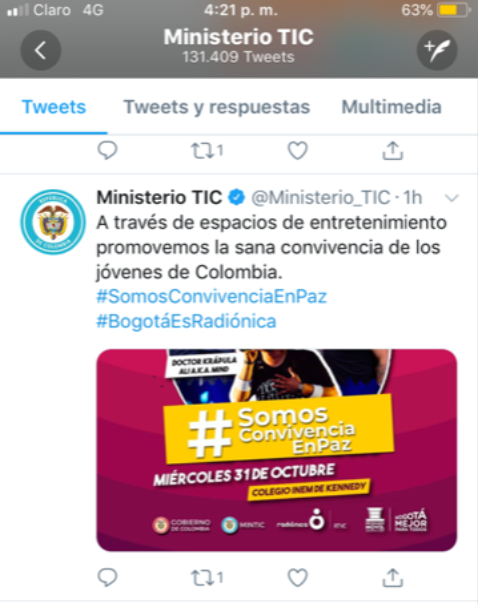 Claro 4G 4:21 p. m. 63%
Ministerio TIC
131.409 Tweets
Tweets Tweets y respuestas Multimedia
1
Ministerio TIC @Ministerio_TIC · 1h
A través de espacios de entretenimiento
promovemos la sana convivencia de los
jóvenes de Colombia.
#SomosConvivenciaEnPaz
#BogotáEsRadiónica
DOCTOR KRÁPULA
ALI A.K.A. MIND
# Somos
Convivencia
EnPaz
MIÉRCOLES 31 DE OCTUBRE
COLEGIO INEM DE KENNEDY
GOBIERNO
DE COLOMBIA
MINTIC
radiónica
rtvc
BOGOTÁ
MEJOR
PARA TODOS
1